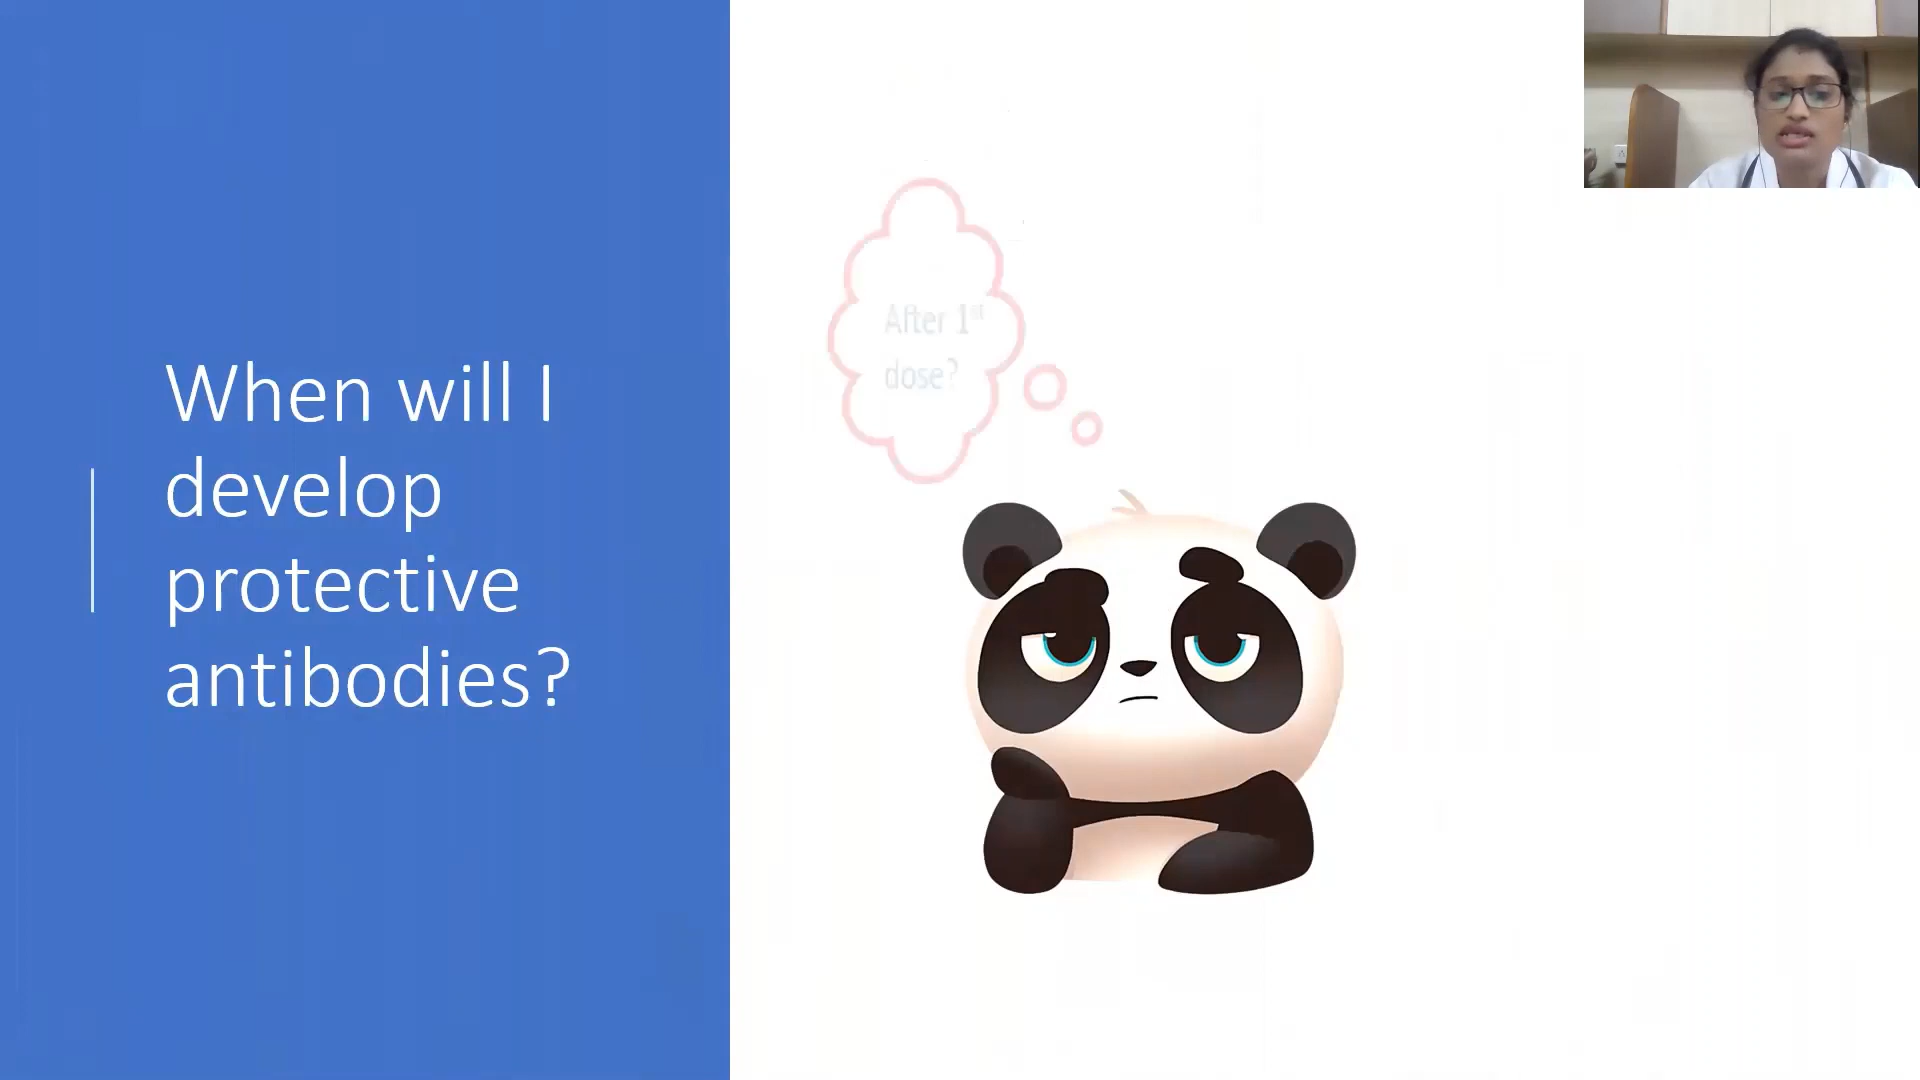 When will I
develop
protective
antibodies?
After 1st
dose?